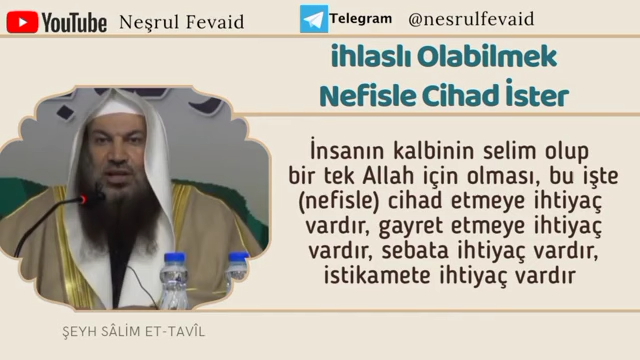 YouTube Neşrul Fevaid
Telegram @nesrulfevaid
ihlaslı Olabilmek
Nefisle Cihad İster
İnsanın kalbinin selim olup
bir tek Allah için olması, bu işte
(nefisle) cihad etmeye ihtiyaç
vardır, gayret etmeye ihtiyaç
vardır, sebata ihtiyaç vardır,
istikamete ihtiyaç vardır
ŞEYH SÂLİM ET-TAVÎL